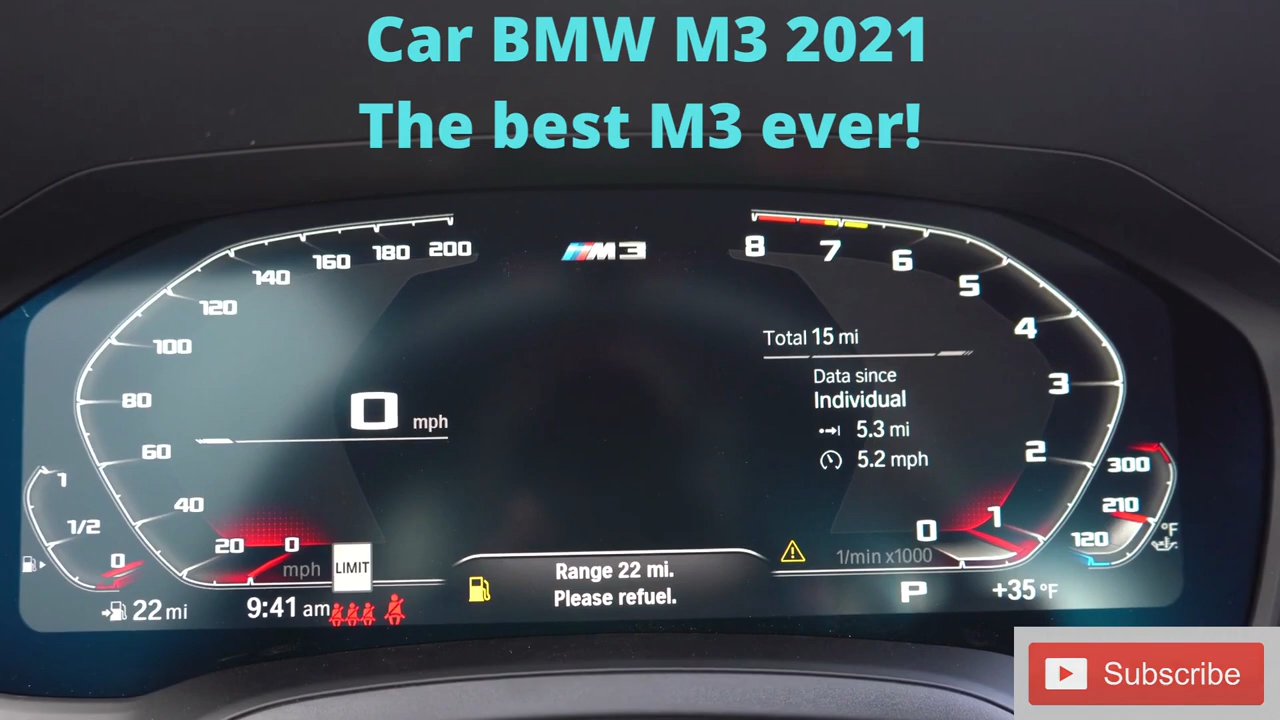 Car BMW M3 2021
The best M3 ever!
160 180 200
M3
8 7 6
140
5
120
4
Total 15 mi
100
3
Data since
Individual
80
0 mph
5.3 mi
60
2
5.2 mph
300
1
40
210
1/2
0 1
120
°F
20 0
0
mph
LIMIT
1/min x1000
Range 22 mi.
Please refuel.
22 mi
9:41 am
P
+35 °F
Subscribe